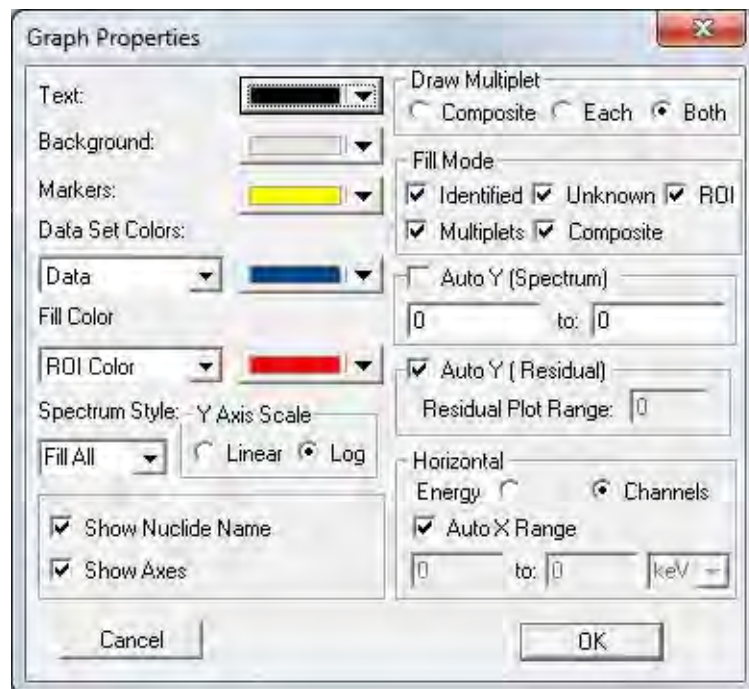 Graph Properties
Text:
Background:
Markers:
Data Set Colors:
Data
Fill Color
ROI Color
Spectrum Style:
Fill All
Y Axis Scale
Linear Log
Show Nuclide Name
Show Axes
Cancel
Draw Multiplet
Composite Each Both
Fill Mode
Identified Unknown ROI
Multiplets Composite
Auto Y (Spectrum)
0 to: 0
Auto Y ( Residual)
Residual Plot Range: 0
Horizontal
Energy Channels
Auto X Range
0 to: 0 keV
OK